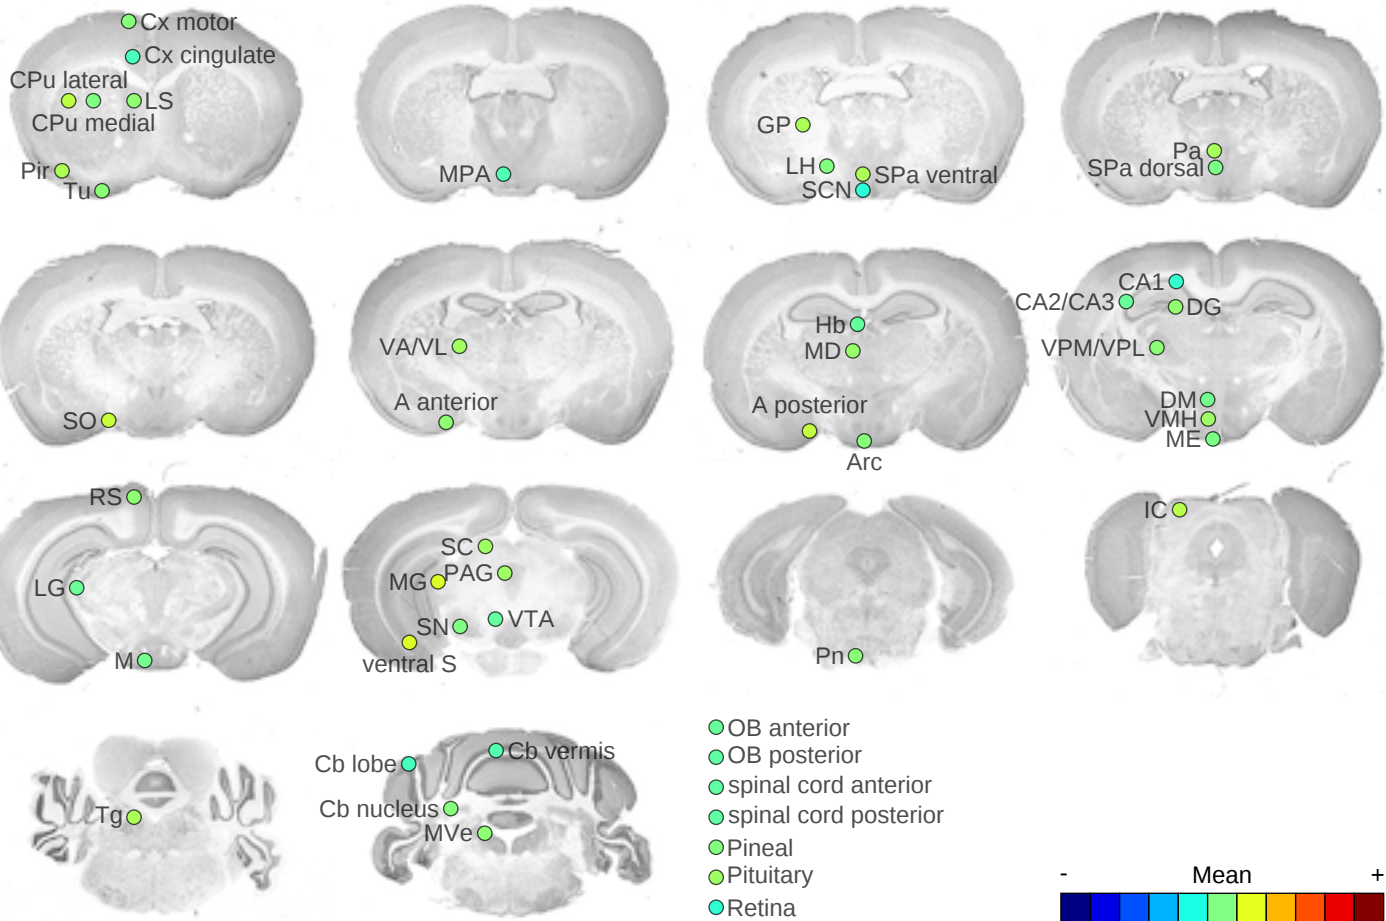 Cx motor
Cx cingulate
CPu lateral
LS
CPu medial
Pir
Tu
MPA
GP
LH
SPa ventral
SCN
Pa
SPa dorsal
SO
VA/VL
A anterior
Hb
MD
A posterior
Arc
CA1
CA2/CA3
DG
VPM/VPL
DM
VMH
ME
RS
LG
M
SC
PAG
MG
VTA
SN
ventral S
Pn
IC
Tg
Cb vermis
Cb lobe
Cb nucleus
MVe
OB anterior
OB posterior
spinal cord anterior
spinal cord posterior
Pineal
Pituitary
Retina
- Mean +